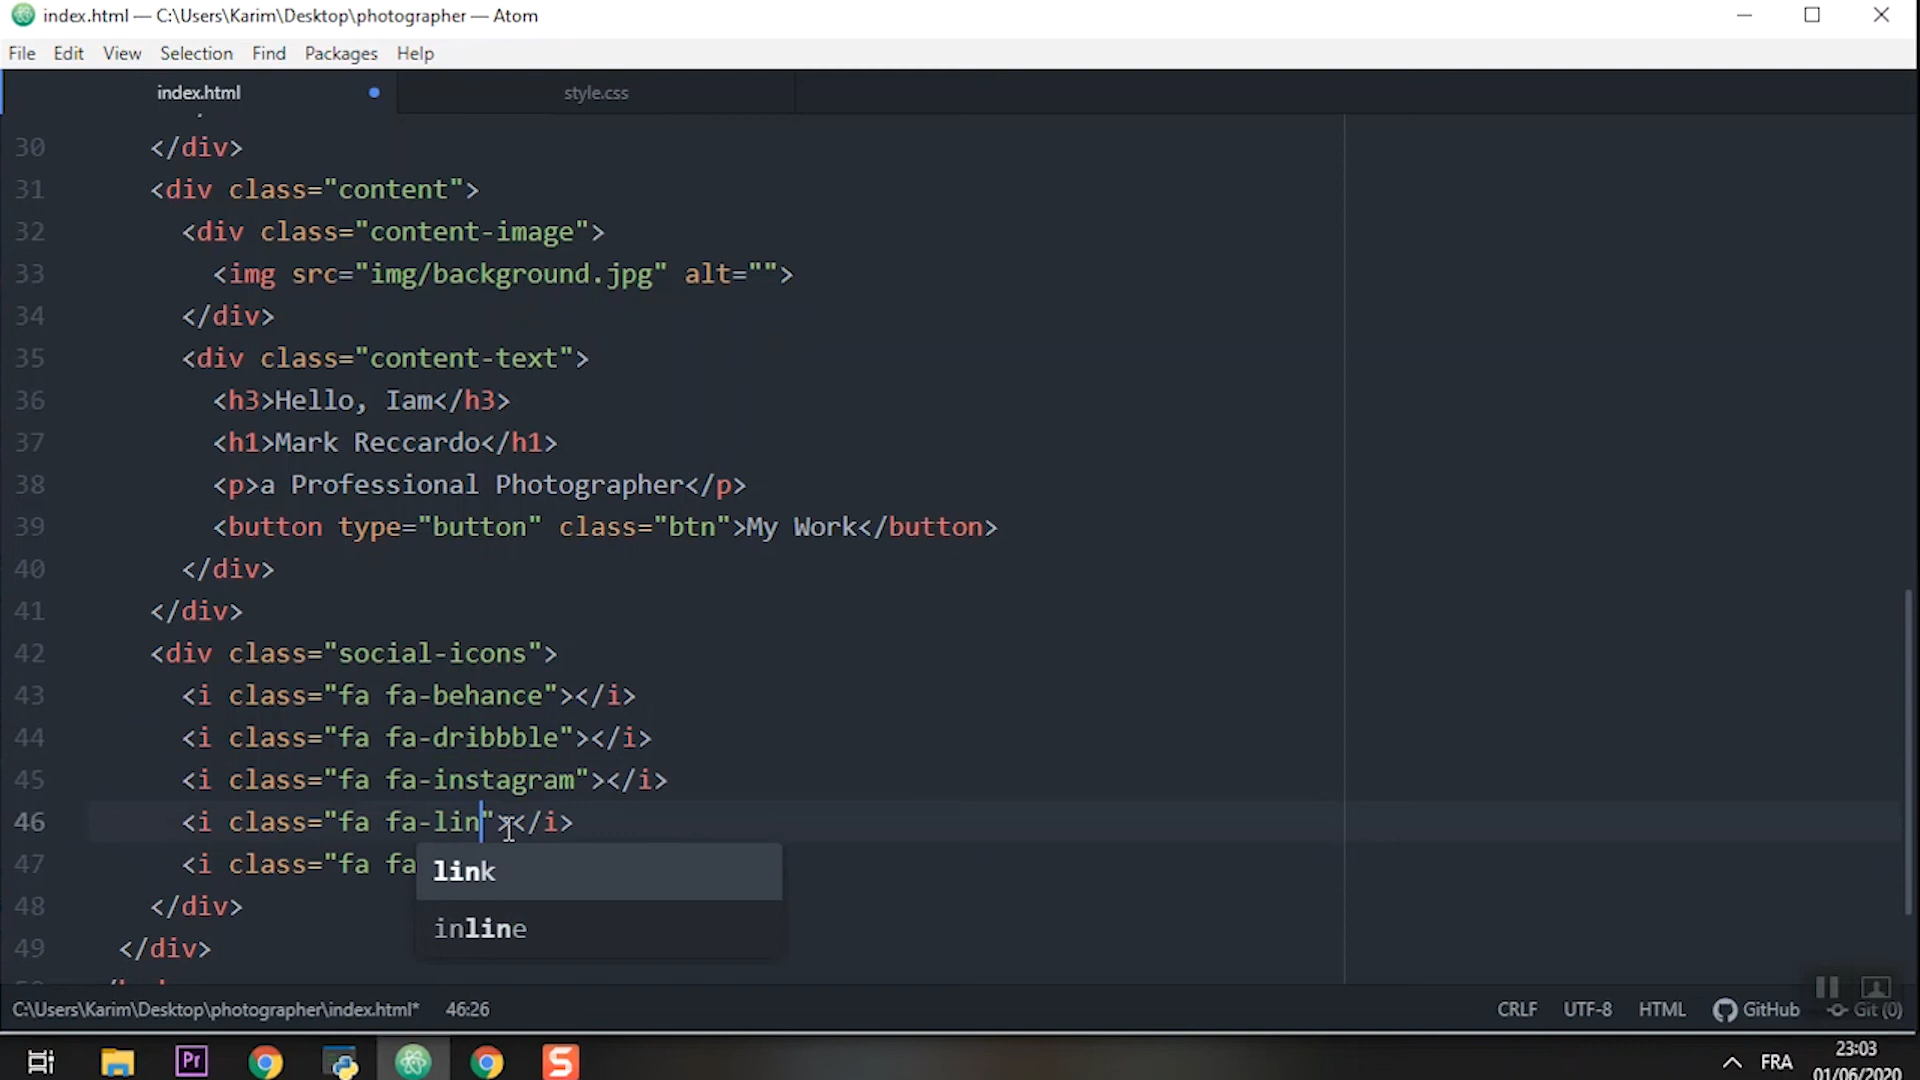 index.html — C:\Users\Karim\Desktop\photographer — Atom
File Edit View Selection Find Packages Help
index.html style.css
30 </div>
31 <div class="content">
32 <div class="content-image">
33 <img src="img/background.jpg" alt="">
34 </div>
35 <div class="content-text">
36 <h3>Hello, Iam</h3>
37 <h1>Mark Reccardo</h1>
38 <p>a Professional Photographer</p>
39 <button type="button" class="btn">My Work</button>
40 </div>
41 </div>
42 <div class="social-icons">
43 <i class="fa fa-behance"></i>
44 <i class="fa fa-dribbble"></i>
45 <i class="fa fa-instagram"></i>
46 <i class="fa fa-lin"></i>
47 <i class="fa fa
link
48 </div>
inline
49 </div>
C:\Users\Karim\Desktop\photographer\index.html* 46:26 CRLF UTF-8 HTML GitHub Git (0)
Pr S FRA 23:03
01/06/2020